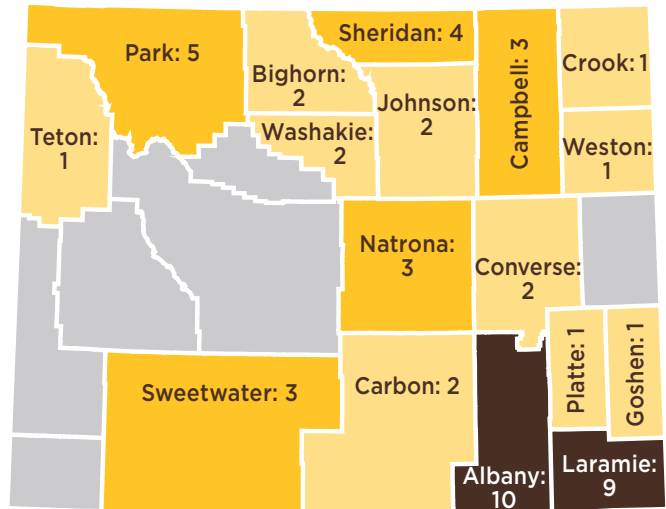 Park: 5
Sheridan: 4
Bighorn:
2
Campbell: 3
Crook: 1
Johnson:
2
Teton:
1
Washakie:
2
Weston:
1
Natrona:
3
Converse:
2
Sweetwater: 3
Carbon: 2
Platte: 1
Goshen: 1
Albany:
10
Laramie:
9